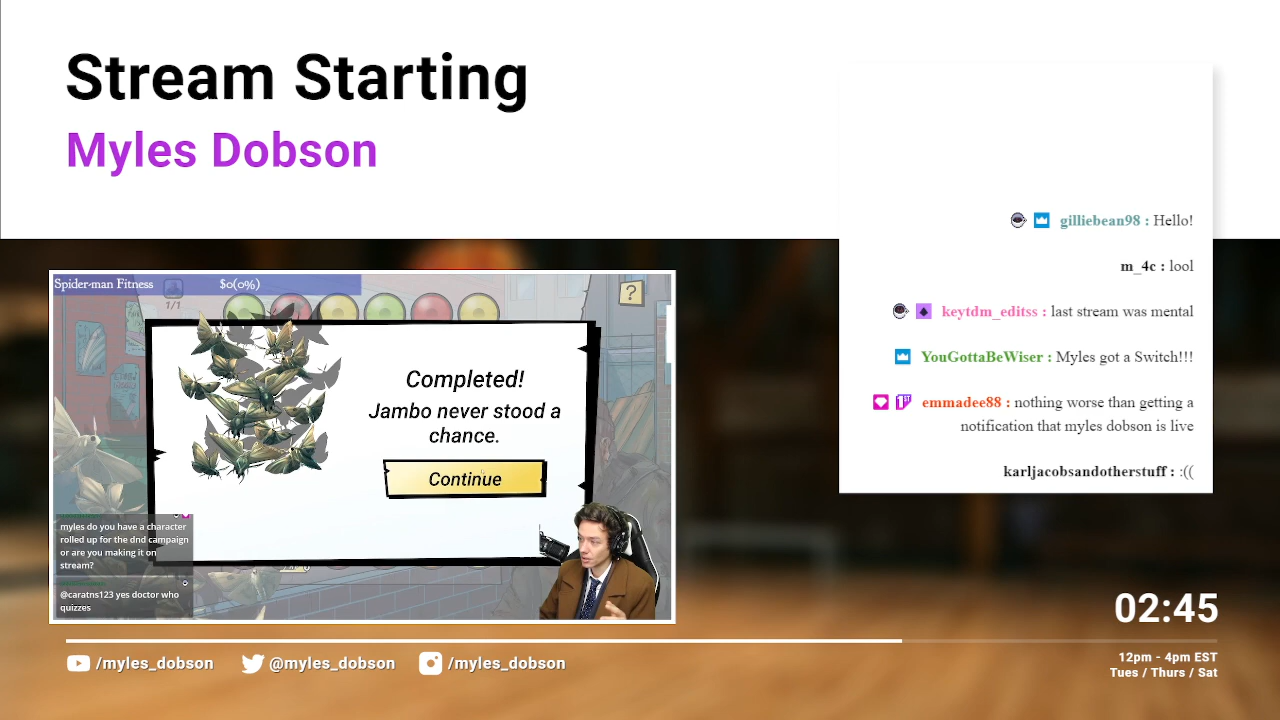 Stream Starting
Myles Dobson
gilliebean98 : Hello!
m_4c : lool
keytdm_editss : last stream was mental
YouGottaBeWiser : Myles got a Switch!!!
1ST
emmadee88 : nothing worse than getting a
notification that myles dobson is live
karljacobsandotherstuff : :((
Spider-man Fitness
$0(0%)
1/1
?
Completed!
Jambo never stood a
chance.
Continue
myles do you have a character
rolled up for the dnd campaign
or are you making it on
stream?
@caratns123 yes doctor who
quizzes
02:45
12pm - 4pm EST
Tues / Thurs / Sat
/myles_dobson
@myles_dobson
/myles_dobson